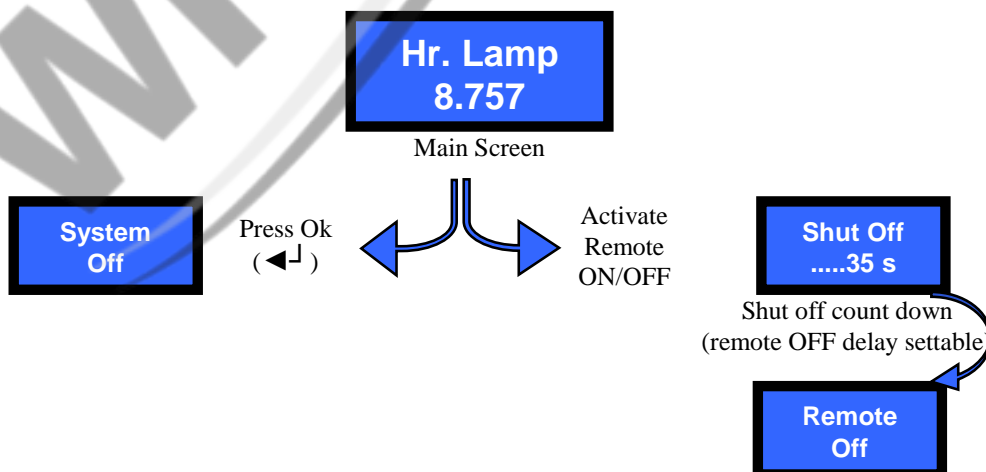 Hr. Lamp
8.757
Main Screen
System
Off
Press Ok
(◄┘)
Activate
Remote
ON/OFF
Shut Off
.....35 s
Shut off count down
(remote OFF delay settable)
Remote
Off